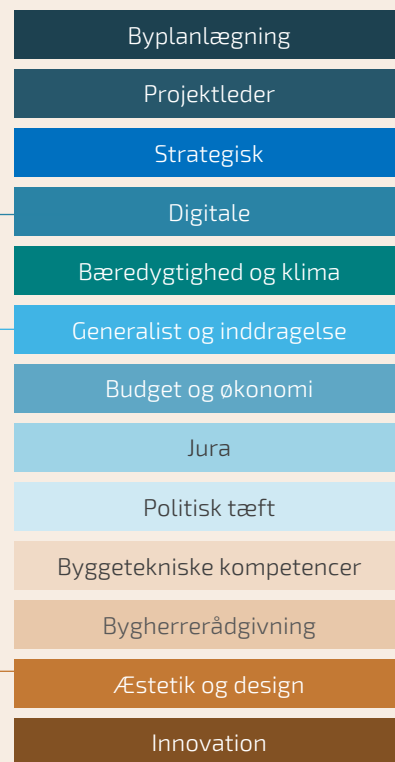 Byplanlægning
Projektleder
Strategisk
Digitale
Bæredygtighed og klima
Generalist og inddragelse
Budget og økonomi
Jura
Politisk tæft
Byggetekniske kompetencer
Bygherrerådgivning
Æstetik og design
Innovation